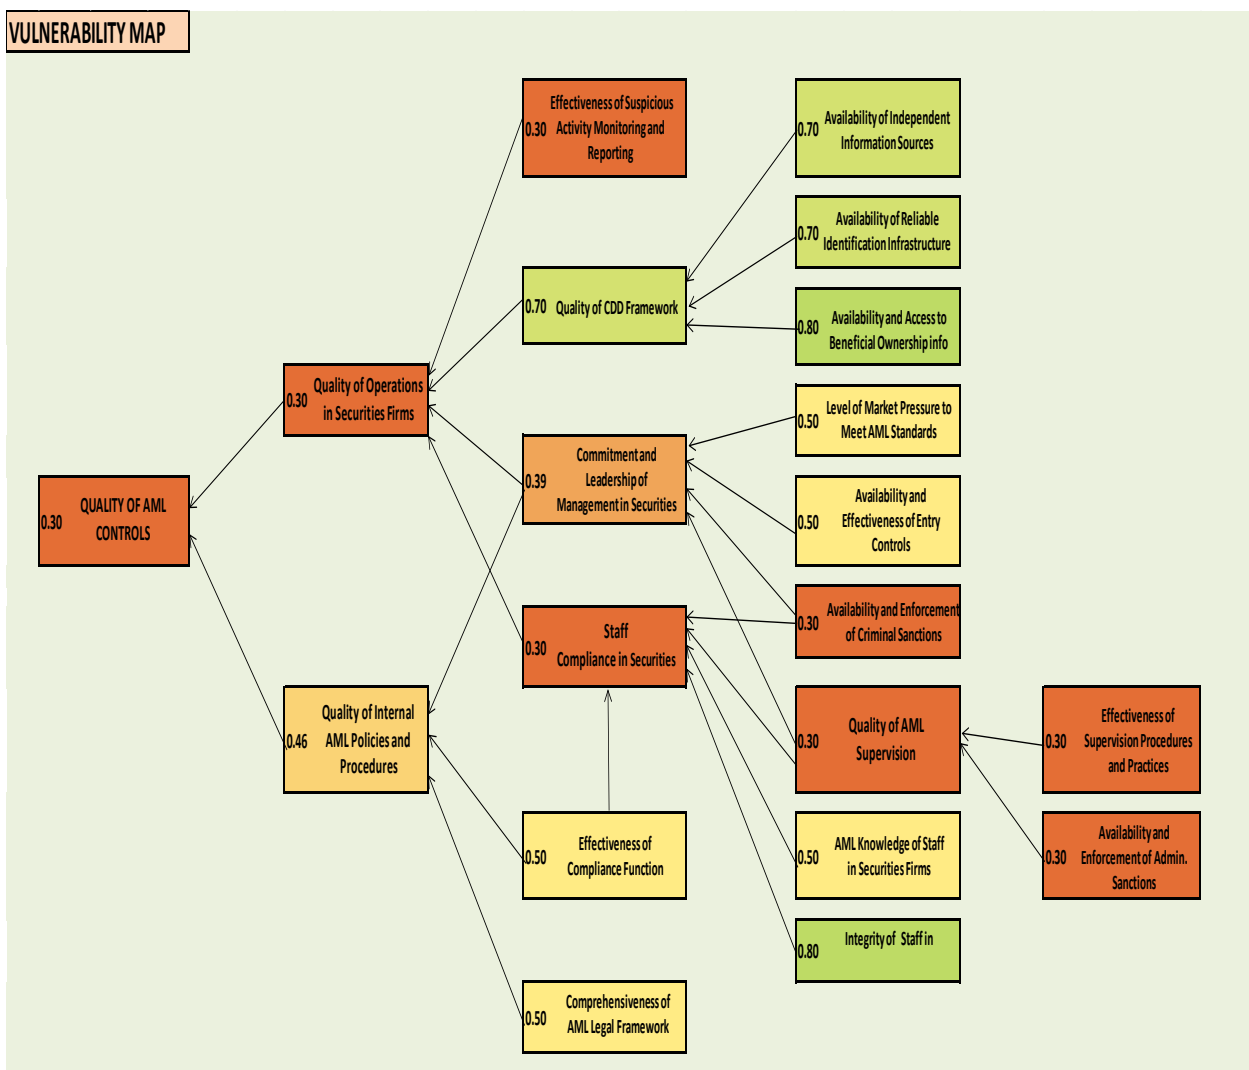 VULNERABILITY MAP
0.30
Effectiveness of Suspicious
Activity Monitoring and
Reporting
0.70
Availability of Independent
Information Sources
0.70
Availability of Reliable
Identification Infrastructure
0.70
Quality of CDD Framework
0.80
Availability and Access to
Beneficial Ownership info
0.30
Quality of Operations
in Securities Firms
0.50
Level of Market Pressure to
Meet AML Standards
0.39
Commitment and
Leadership of
Management in Securities
0.50
Availability and
Effectiveness of Entry
Controls
0.30
QUALITY OF AML
CONTROLS
0.30
Availability and Enforcement
of Criminal Sanctions
0.30
Staff
Compliance in Securities
0.46
Quality of Internal
AML Policies and
Procedures
0.30
Quality of AML
Supervision
0.30
Effectiveness of
Supervision Procedures
and Practices
0.50
Effectiveness of
Compliance Function
0.50
AML Knowledge of Staff
in Securities Firms
0.30
Availability and
Enforcement of Admin.
Sanctions
0.80
Integrity of Staff in
0.50
Comprehensiveness of
AML Legal Framework